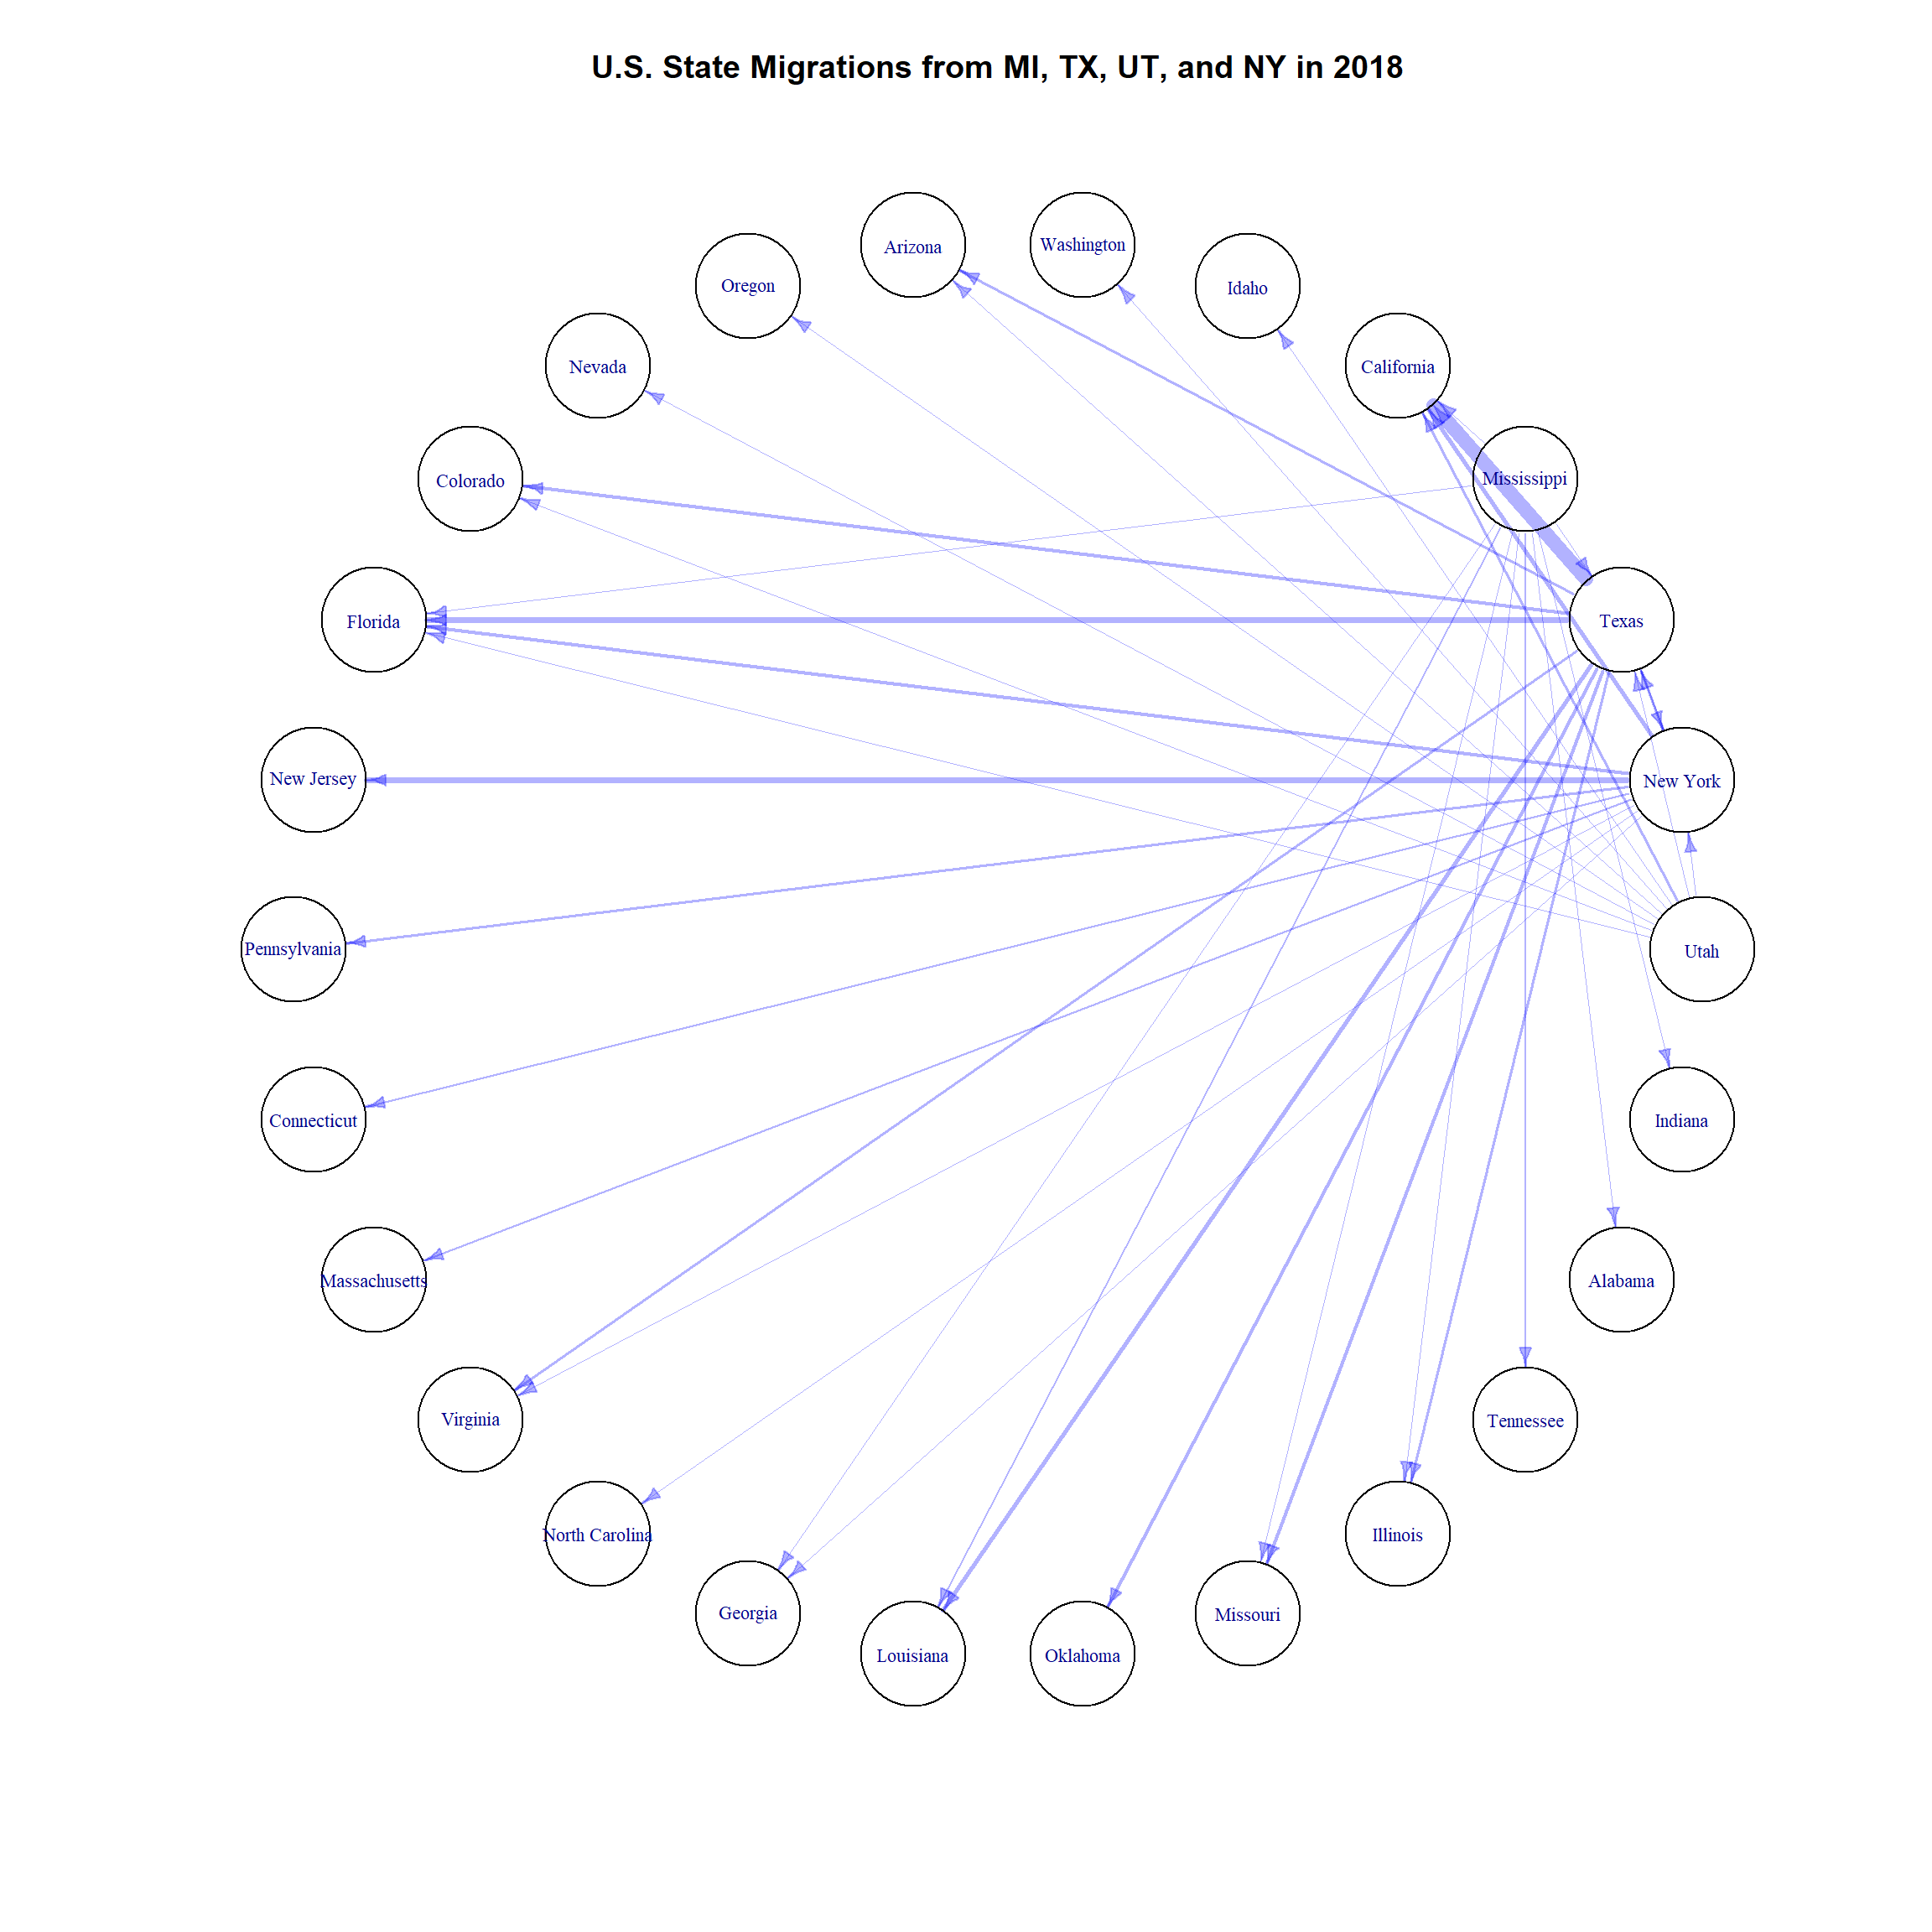 U.S. State Migrations from MI, TX, UT, and NY in 2018
Arizona
Washington
Oregon
Idaho
Nevada
California
Colorado
Mississippi
Florida
Texas
New Jersey
New York
Pennsylvania
Utah
Connecticut
Indiana
Massachusetts
Alabama
Virginia
Tennessee
North Carolina
Illinois
Georgia
Missouri
Louisiana
Oklahoma